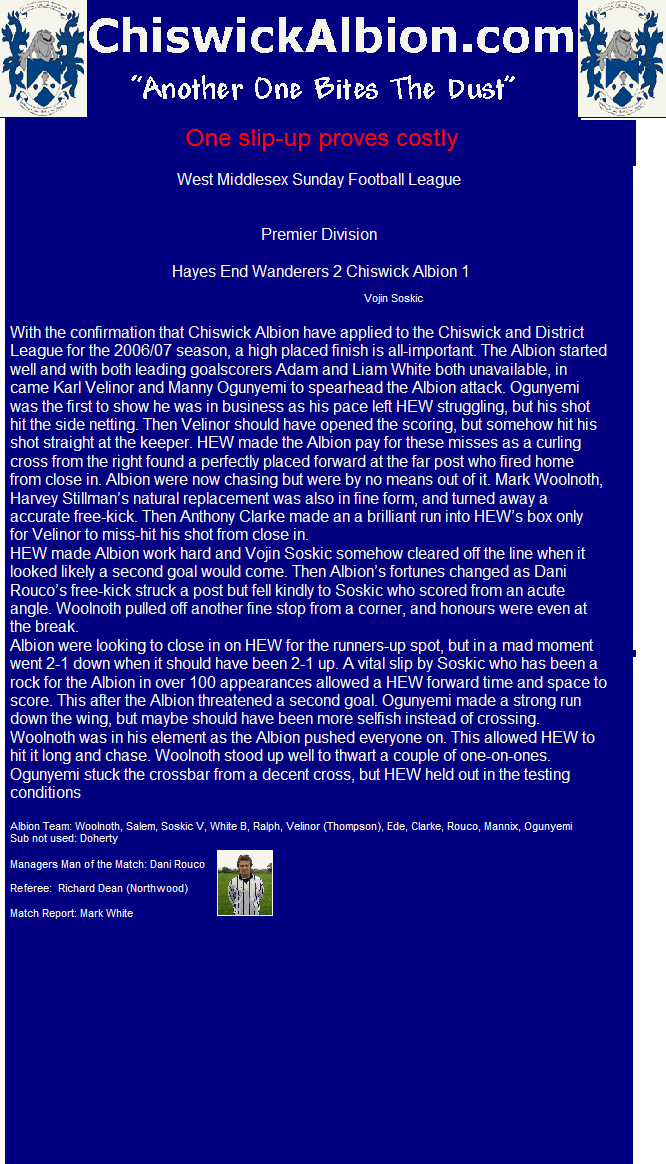 ChiswickAlbion.com
"Another One Bites The Dust"
One slip-up proves costly
West Middlesex Sunday Football League
Premier Division
Hayes End Wanderers 2 Chiswick Albion 1
Vojin Soskic
With the confirmation that Chiswick Albion have applied to the Chiswick and District
League for the 2006/07 season, a high placed finish is all-important. The Albion started
well and with both leading goalscorers Adam and Liam White both unavailable, in
came Karl Velinor and Manny Ogunyemi to spearhead the Albion attack. Ogunyemi
was the first to show he was in business as his pace left HEW struggling, but his shot
hit the side netting. Then Velinor should have opened the scoring, but somehow hit his
shot straight at the keeper. HEW made the Albion pay for these misses as a curling
cross from the right found a perfectly placed forward at the far post who fired home
from close in. Albion were now chasing but were by no means out of it. Mark Woolnoth,
Harvey Stillman's natural replacement was also in fine form, and turned away a
accurate free-kick. Then Anthony Clarke made an a brilliant run into HEW's box only
for Velinor to miss-hit his shot from close in.
HEW made Albion work hard and Vojin Soskic somehow cleared off the line when it
looked likely a second goal would come. Then Albion's fortunes changed as Dani
Rouco's free-kick struck a post but fell kindly to Soskic who scored from an acute
angle. Woolnoth pulled off another fine stop from a corner, and honours were even at
the break.
Albion were looking to close in on HEW for the runners-up spot, but in a mad moment
went 2-1 down when it should have been 2-1 up. A vital slip by Soskic who has been a
rock for the Albion in over 100 appearances allowed a HEW forward time and space to
score. This after the Albion threatened a second goal. Ogunyemi made a strong run
down the wing, but maybe should have been more selfish instead of crossing.
Woolnoth was in his element as the Albion pushed everyone on. This allowed HEW to
hit it long and chase. Woolnoth stood up well to thwart a couple of one-on-ones.
Ogunyemi stuck the crossbar from a decent cross, but HEW held out in the testing
conditions
Albion Team: Woolnoth, Salem, Soskic V, White B, Ralph, Velinor (Thompson), Ede, Clarke, Rouco, Mannix, Ogunyemi
Sub not used: Doherty
Managers Man of the Match: Dani Rouco
Referee: Richard Dean (Northwood)
Match Report: Mark White